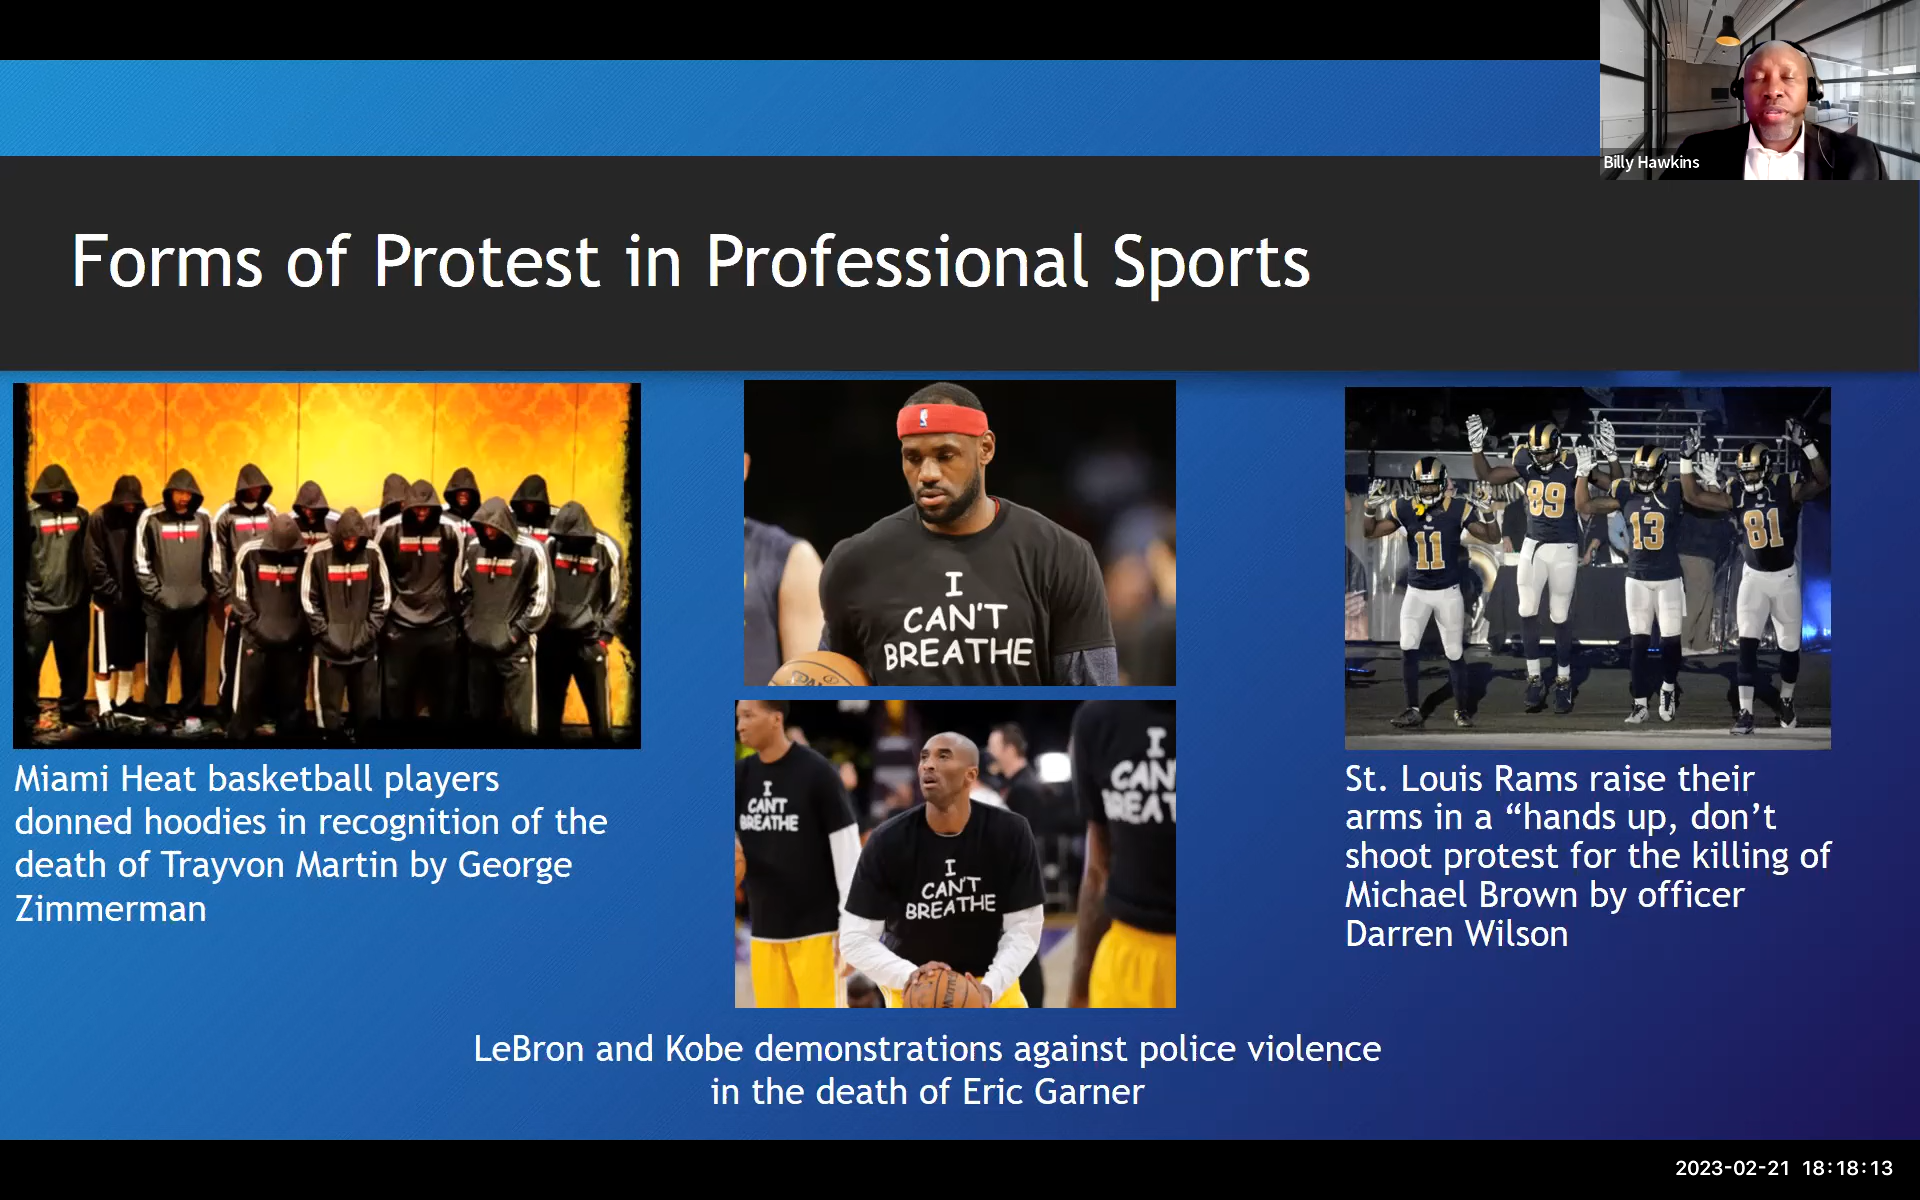 Billy Hawkins
Forms of Protest in Professional Sports
I
CAN'T
BREATHE
11
89
13
81
I
CAN'T
BREATHE
I
CAN'T
BREATHE
I
CAN
BREAT
Miami Heat basketball players
donned hoodies in recognition of the
death of Trayvon Martin by George
Zimmerman
St. Louis Rams raise their
arms in a “hands up, don’t
shoot protest for the killing of
Michael Brown by officer
Darren Wilson
LeBron and Kobe demonstrations against police violence
in the death of Eric Garner
2023-02-21 18:18:13